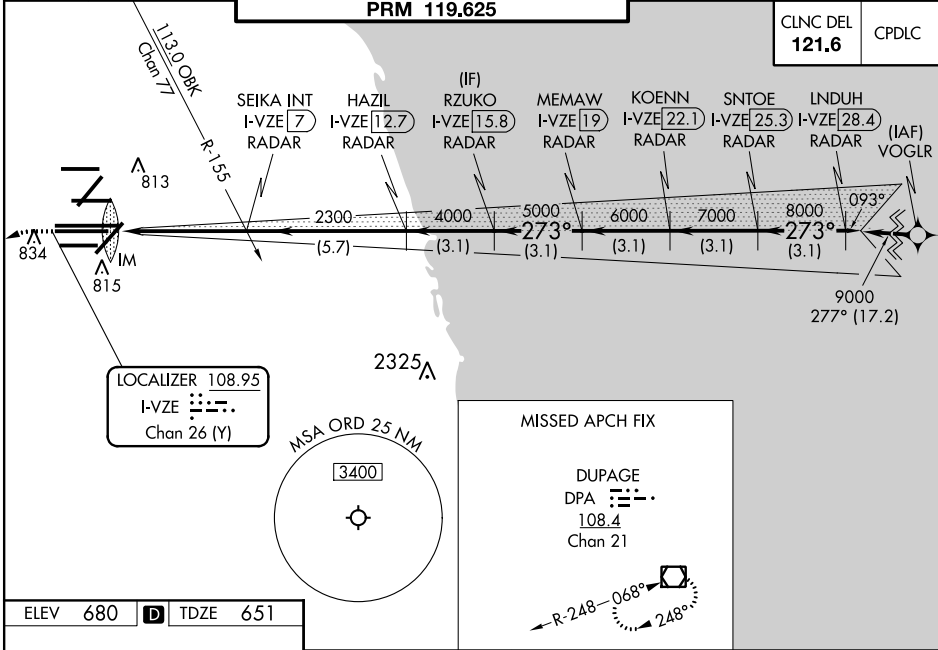 PRM 119.625
CLNC DEL
121.6
CPDLC
113.0 OBK
Chan 77
R-155
SEIKA INT
I-VZE 7
RADAR
HAZIL
I-VZE 12.7
RADAR
(IF)
RZUKO
I-VZE 15.8
RADAR
MEMAW
I-VZE 19
RADAR
KOENN
I-VZE 22.1
RADAR
SNTOE
I-VZE 25.3
RADAR
LNDUH
I-VZE 28.4
RADAR
(IAF)
VOGLR
813
093°
2300
4000
5000
6000
7000
8000
273°
273°
(5.7)
(3.1)
(3.1)
(3.1)
(3.1)
(3.1)
834
IM
815
9000
277° (17.2)
2325
LOCALIZER 108.95
I-VZE
Chan 26 (Y)
MSA ORD 25 NM
3400
MISSED APCH FIX
DUPAGE
DPA
108.4
Chan 21
R-248
068°
248°
ELEV 680 D TDZE 651